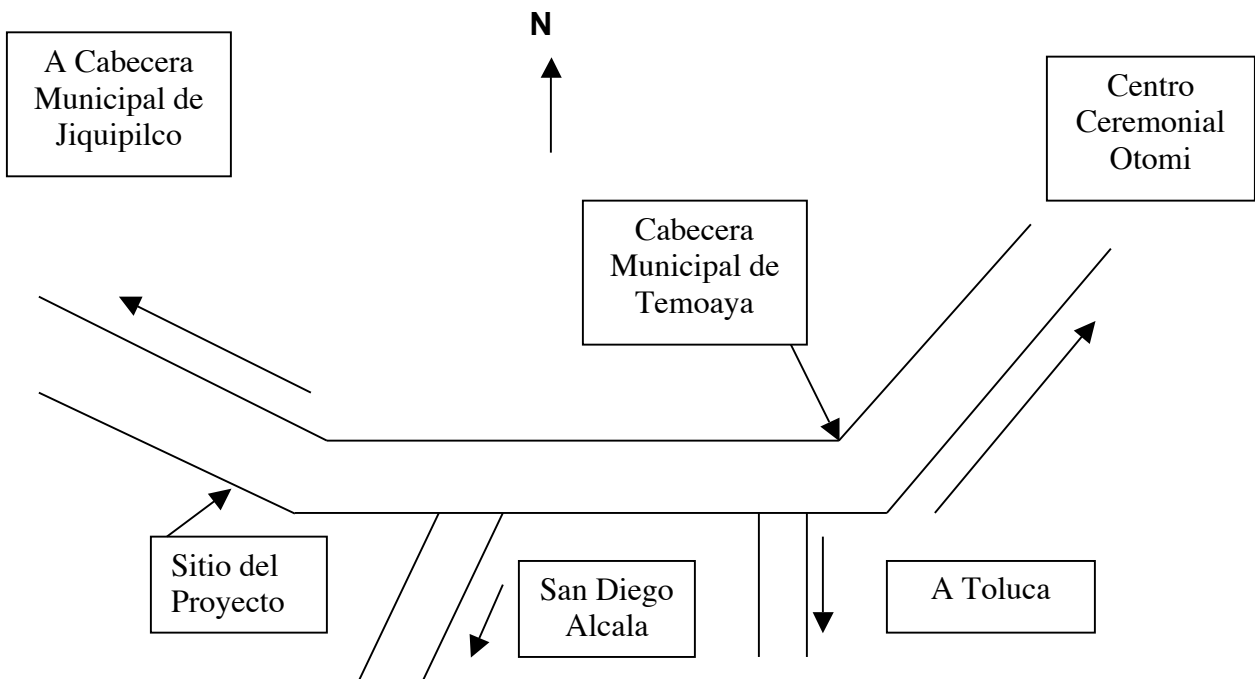 N
A Cabecera
Municipal de
Jiquipilco
Centro
Ceremonial
Otomi
Cabecera
Municipal de
Temoaya
Sitio del
Proyecto
San Diego
Alcala
A Toluca